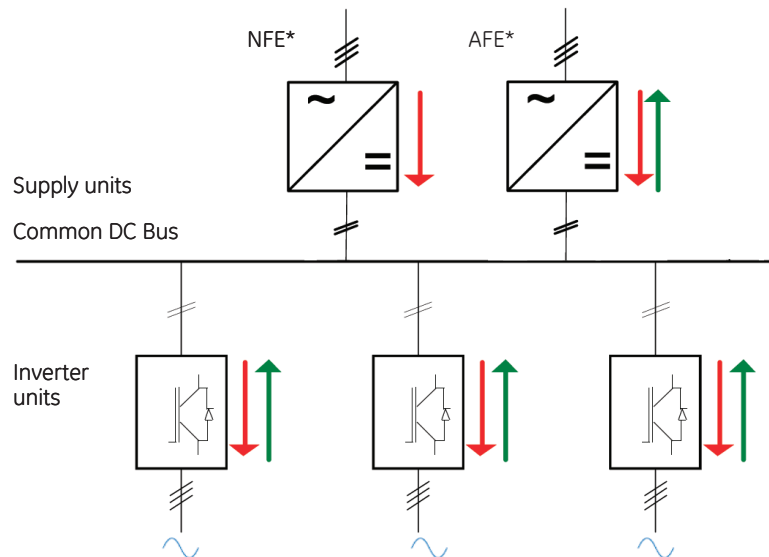 NFE*
AFE*
Supply units
Common DC Bus
Inverter
units